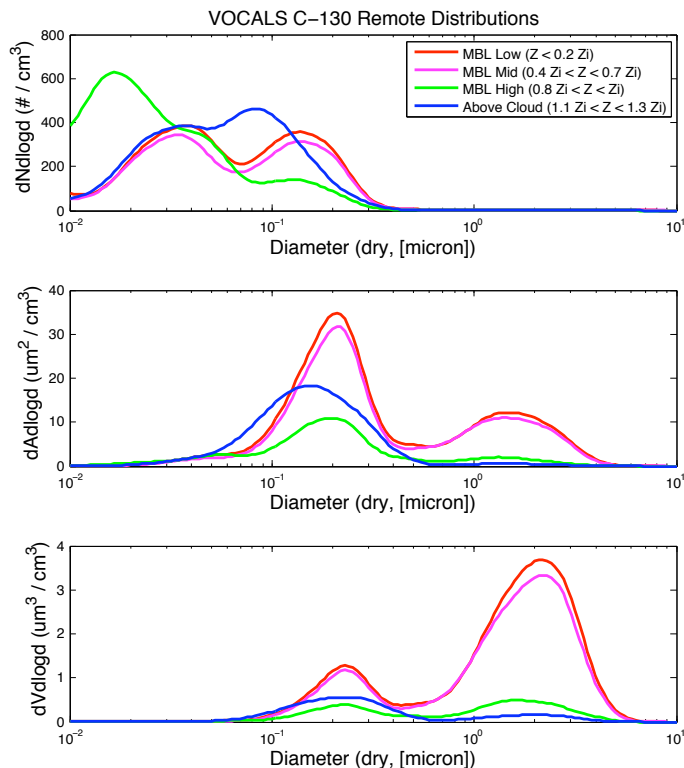 VOCALS C−130 Remote Distributions
800
600
400
200
0
dNdlogd (# / cm³)
MBL Low (Z < 0.2 Zi)
MBL Mid (0.4 Zi < Z < 0.7 Zi)
MBL High (0.8 Zi < Z < Zi)
Above Cloud (1.1 Zi < Z < 1.3 Zi)
10⁻² 10⁻¹ 10⁰ 10¹
Diameter (dry, [micron])
40
30
20
10
0
dAdlogd (um² / cm³)
10⁻² 10⁻¹ 10⁰ 10¹
Diameter (dry, [micron])
4
3
2
1
0
dVdlogd (um³ / cm³)
10⁻² 10⁻¹ 10⁰ 10¹
Diameter (dry, [micron])